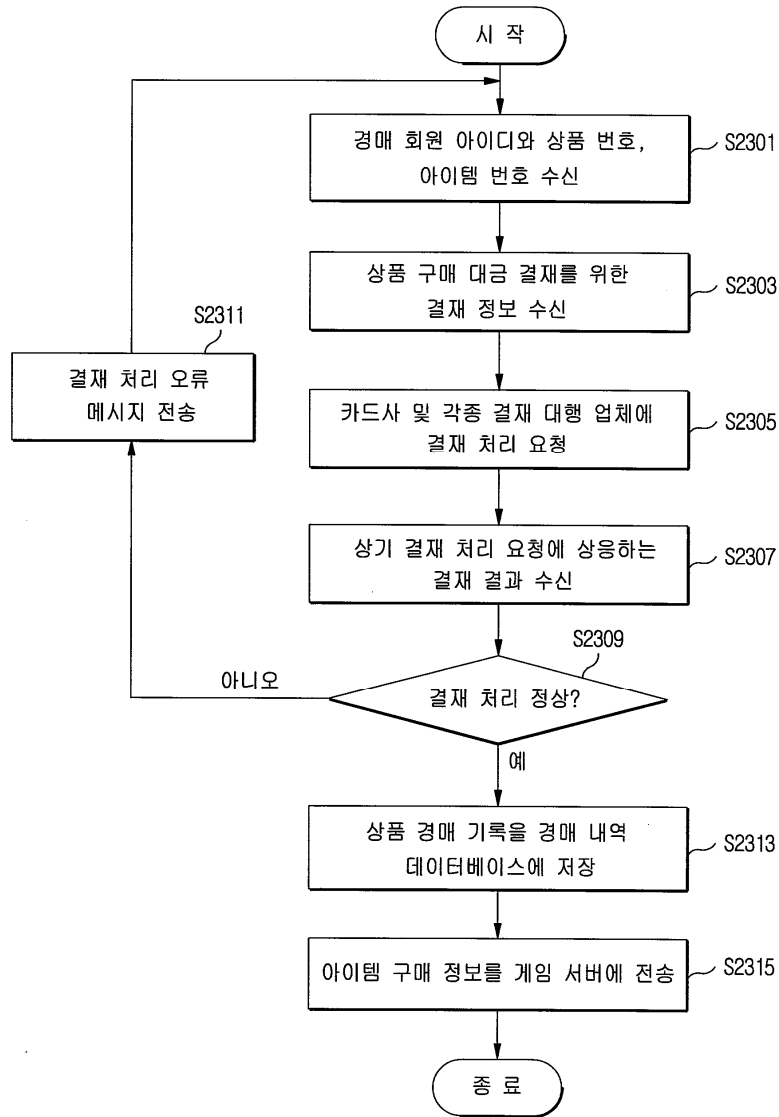 시 작
경매 회원 아이디와 상품 번호,
아이템 번호 수신
S2301
상품 구매 대금 결재를 위한
결재 정보 수신
S2303
S2311
결재 처리 오류
메시지 전송
카드사 및 각종 결재 대행 업체에
결재 처리 요청
S2305
상기 결재 처리 요청에 상응하는
결재 결과 수신
S2307
S2309
아니오
결재 처리 정상?
예
상품 경매 기록을 경매 내역
데이터베이스에 저장
S2313
아이템 구매 정보를 게임 서버에 전송
S2315
종 료